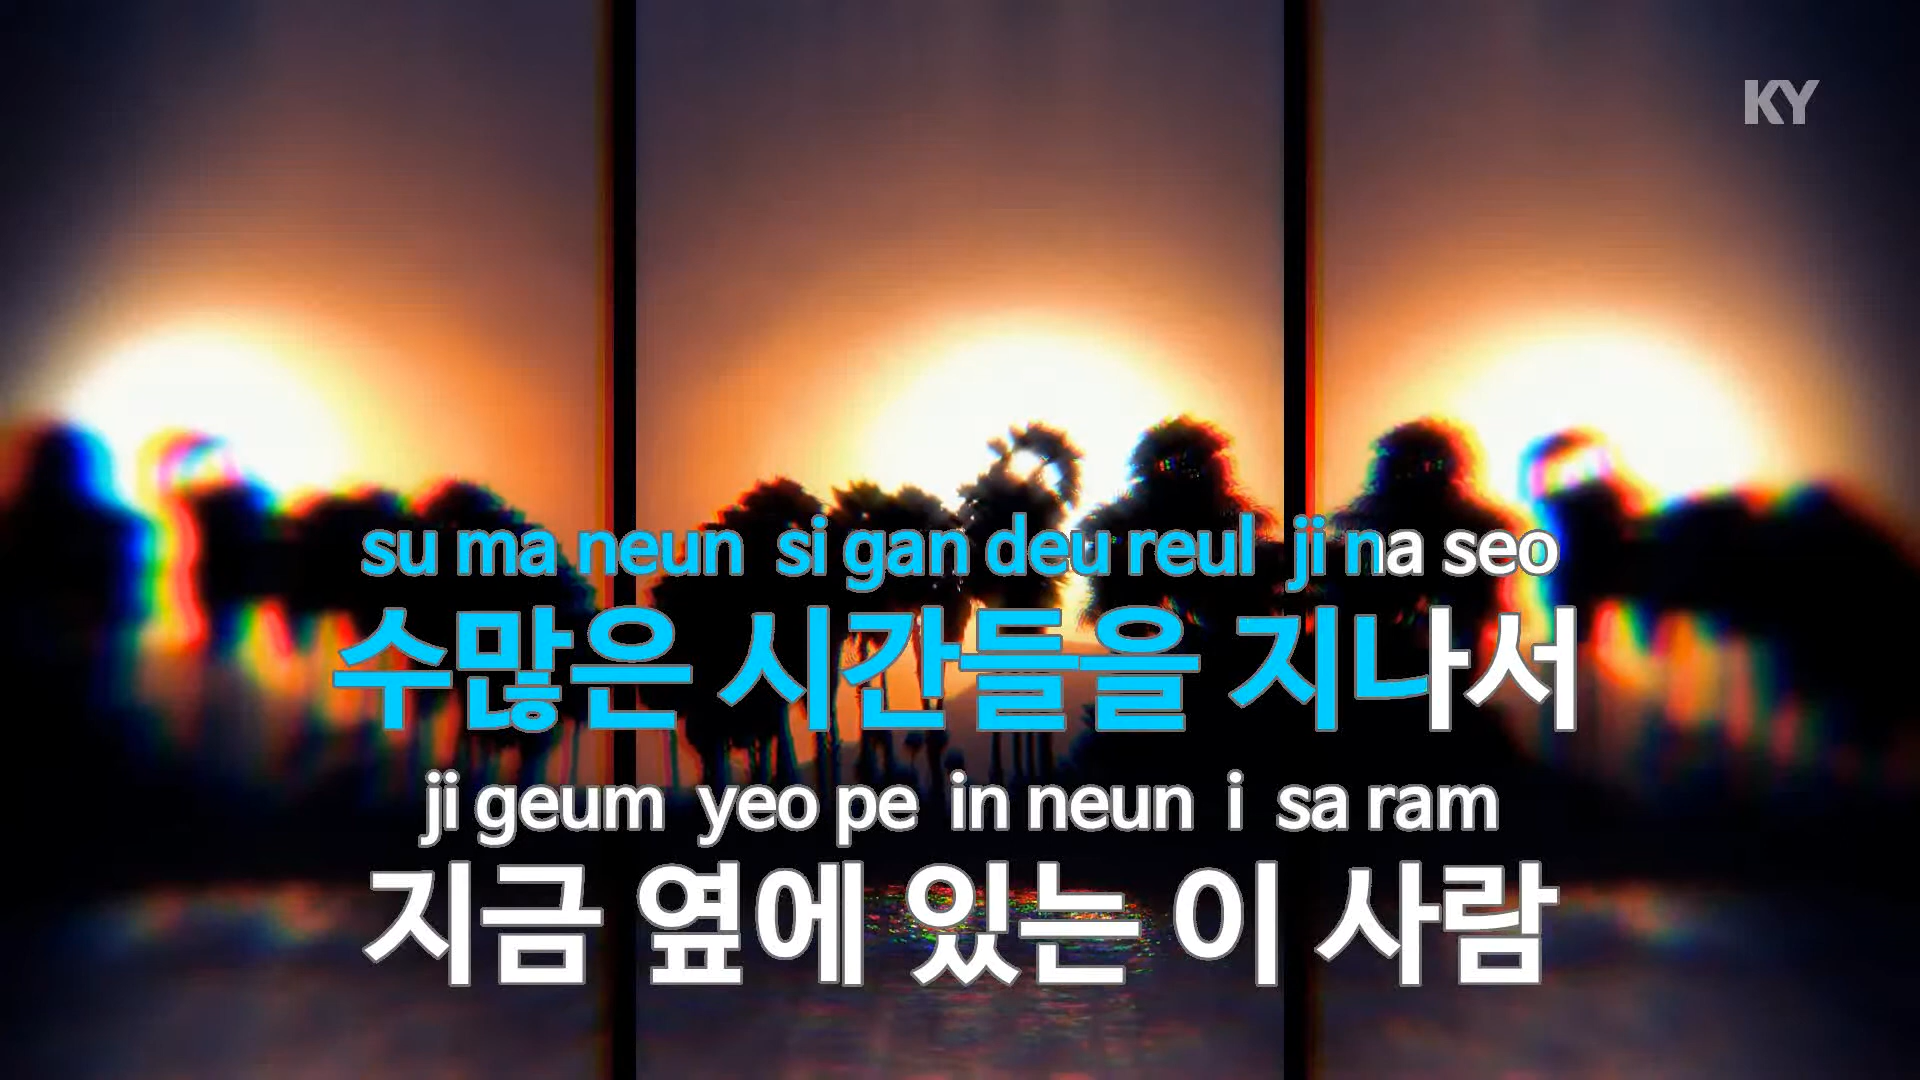 KY
su ma neun si gan deu reul ji na seo
수많은 시간들을 지나서
ji geum yeo pe in neun i sa ram
지금 옆에 있는 이 사람